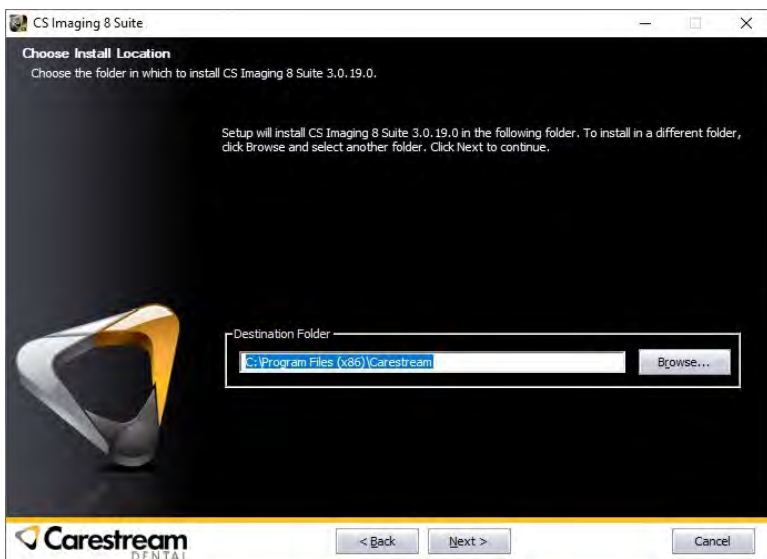 CS Imaging 8 Suite
Choose Install Location
Choose the folder in which to install CS Imaging 8 Suite 3.0.19.0.
Setup will install CS Imaging 8 Suite 3.0.19.0 in the following folder. To install in a different folder,
click Browse and select another folder. Click Next to continue.
Destination Folder
C:\Program Files (x86)\Carestream
Browse...
Carestream
DENTAL
< Back
Next >
Cancel